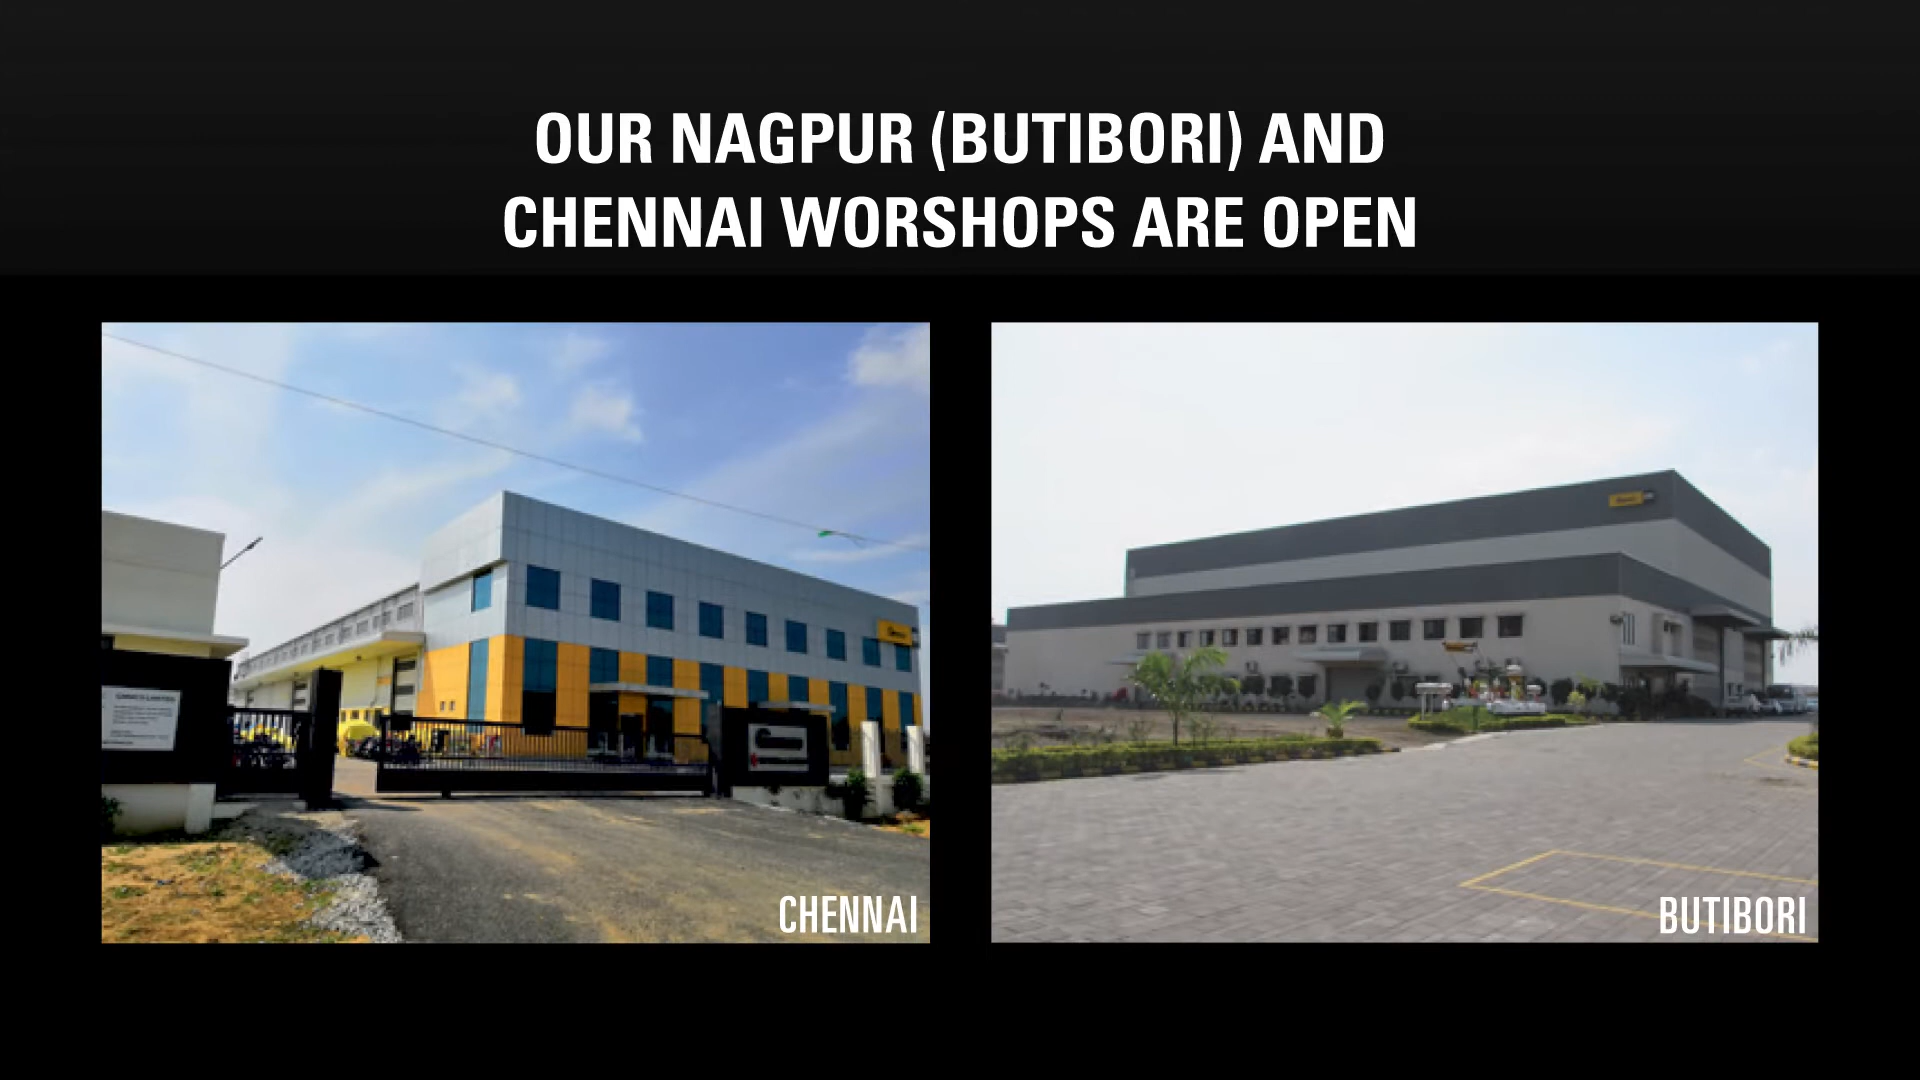 OUR NAGPUR (BUTIBORI) AND
CHENNAI WORSHOPS ARE OPEN
CHENNAI
BUTIBORI